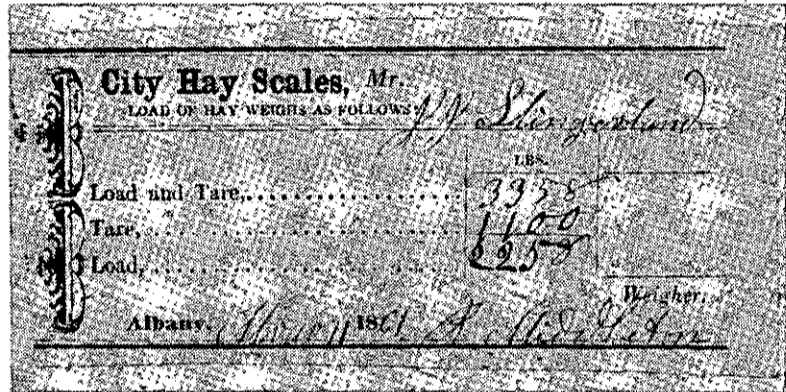 City Hay Scales, Mr.
LOAD OF HAY WEIGHS AS FOLLOWS:
Slingerland
LBS.
Load and Tare, 3358
Tare, 1100
Load, 2258
Weigher.
Albany, 1861